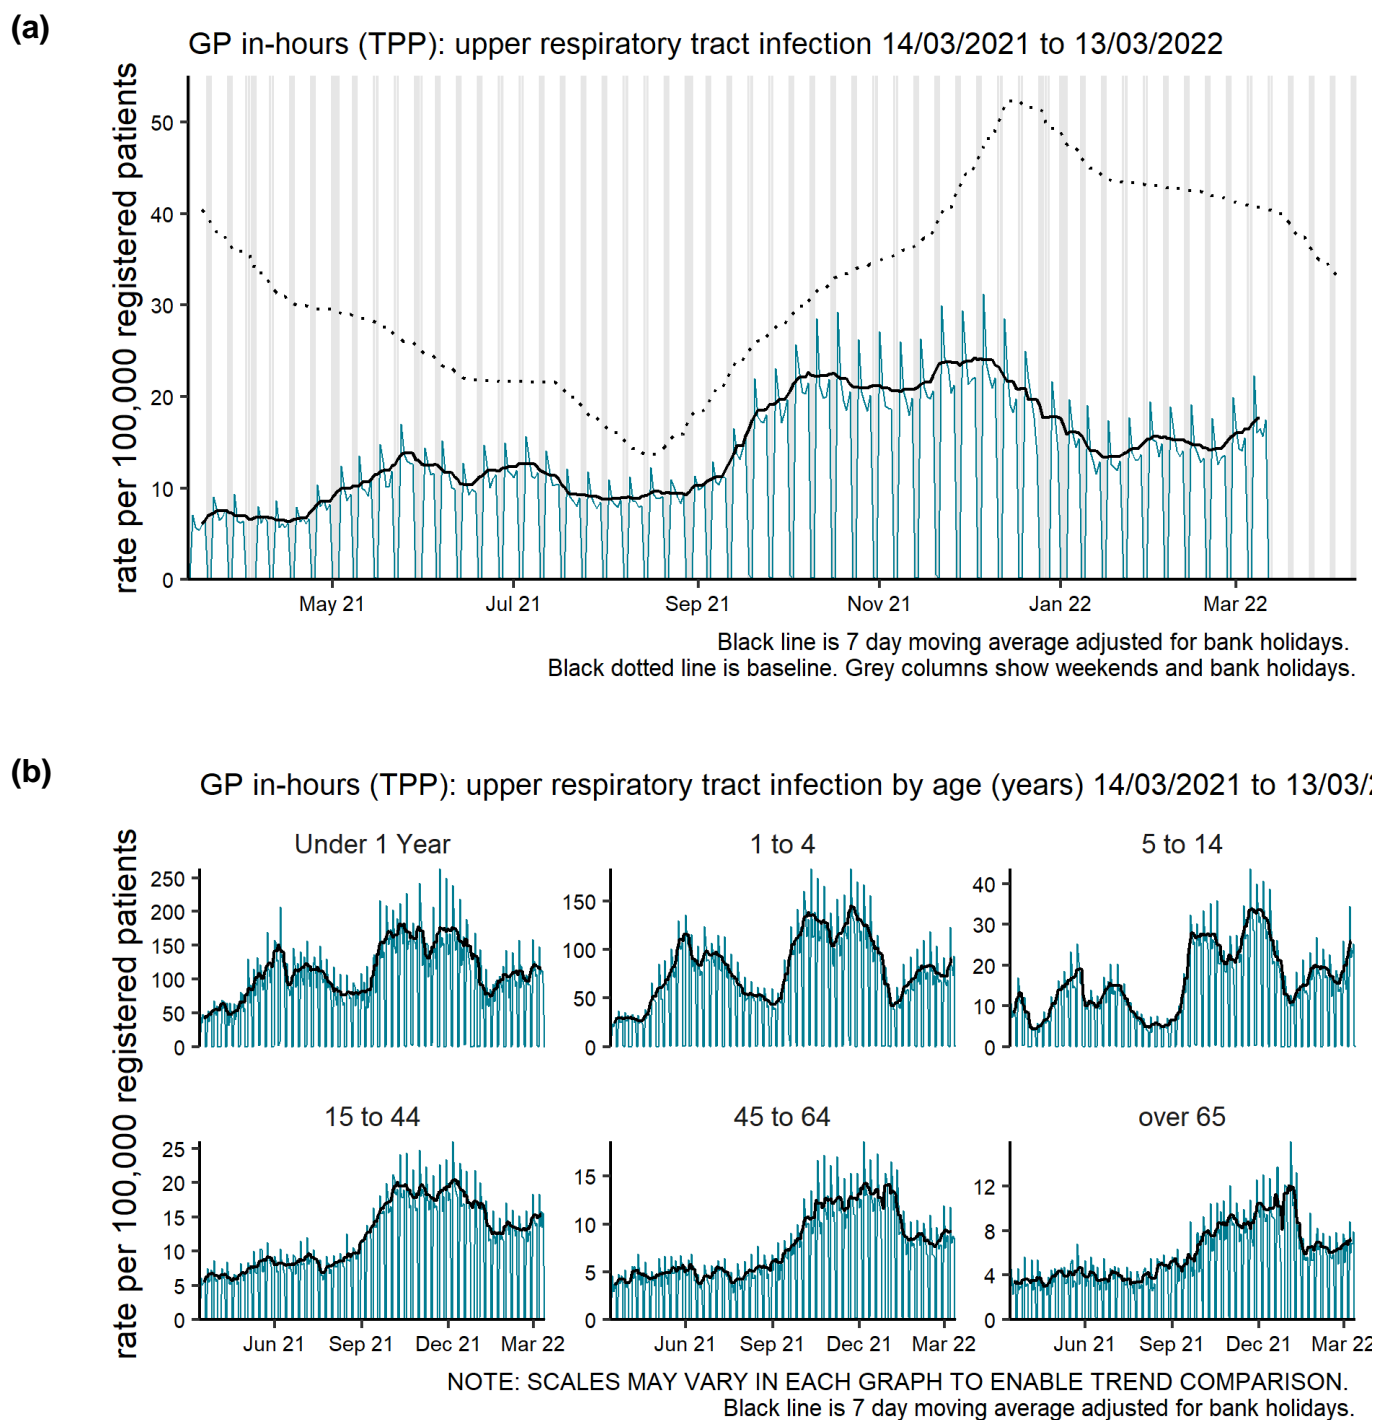 (a)
GP in-hours (TPP): upper respiratory tract infection 14/03/2021 to 13/03/2022
rate per 100,000 registered patients
50
40
30
20
10
0
May 21 Jul 21 Sep 21 Nov 21 Jan 22 Mar 22
Black line is 7 day moving average adjusted for bank holidays.
Black dotted line is baseline. Grey columns show weekends and bank holidays.
(b)
GP in-hours (TPP): upper respiratory tract infection by age (years) 14/03/2021 to 13/03/2
rate per 100,000 registered patients
Under 1 Year
250
200
150
100
50
0
1 to 4
150
100
50
0
5 to 14
40
30
20
10
0
15 to 44
25
20
15
10
5
0
Jun 21 Sep 21 Dec 21 Mar 22
45 to 64
15
10
5
0
Jun 21 Sep 21 Dec 21 Mar 22
over 65
12
8
4
0
Jun 21 Sep 21 Dec 21 Mar 22
NOTE: SCALES MAY VARY IN EACH GRAPH TO ENABLE TREND COMPARISON.
Black line is 7 day moving average adjusted for bank holidays.